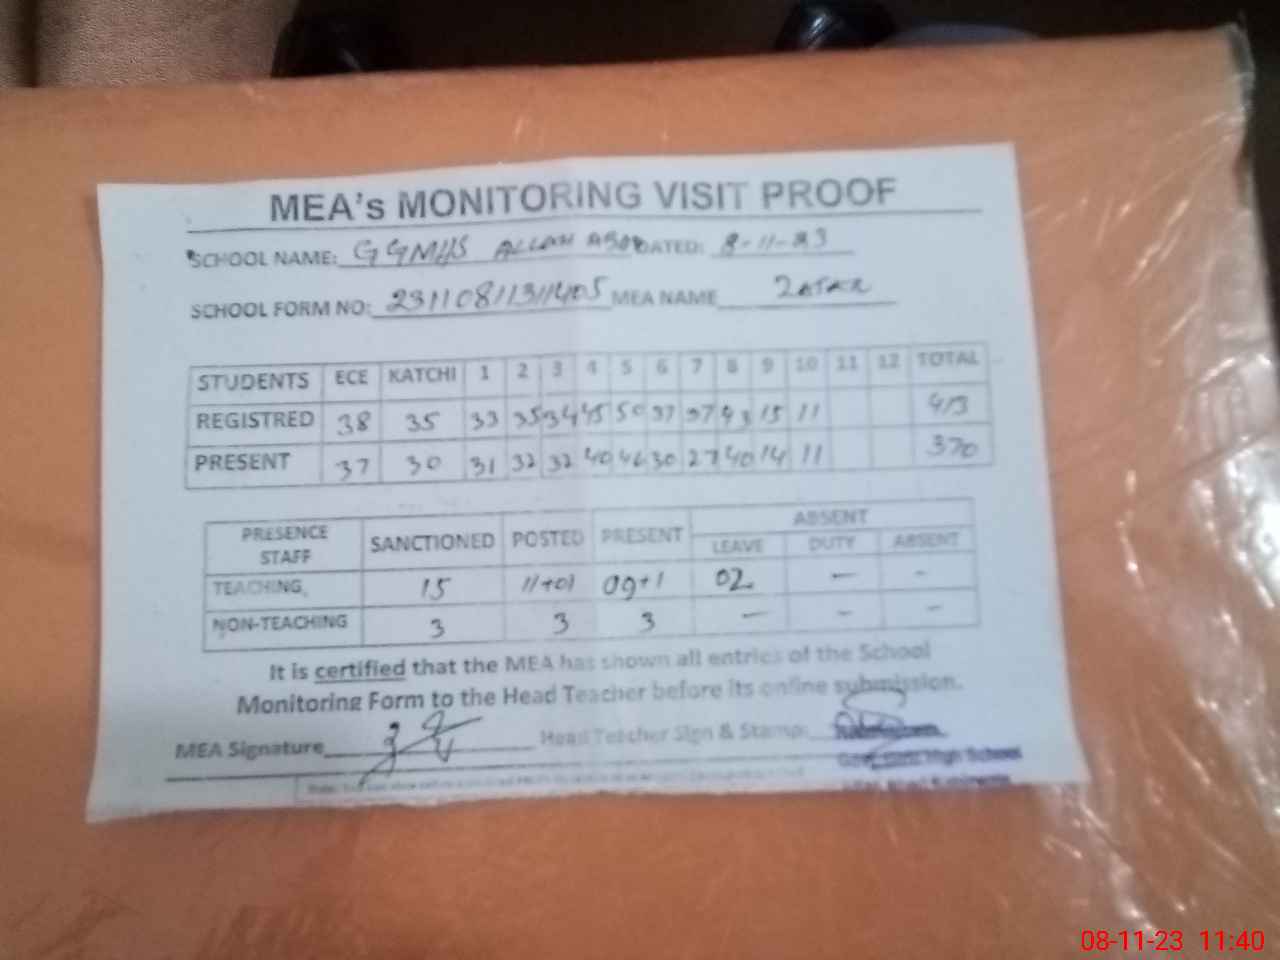 MEA's MONITORING VISIT PROOF
SCHOOL NAME: GGMHS ALLAH ABAD DATED: 8-11-23
SCHOOL FORM NO: 2311081131405 MEA NAME ZAFAR
STUDENTS ECE KATCHI 1 2 3 4 5 6 7 8 9 10 11 12 TOTAL
REGISTRED 38 35 33 35 34 45 50 37 37 43 15 11 413
PRESENT 37 30 31 32 32 40 46 30 27 40 14 11 370
PRESENCE STAFF SANCTIONED POSTED PRESENT ABSENT
LEAVE DUTY ABSENT
TEACHING 15 11+01 09+1 02 — -
NON-TEACHING 3 3 3 — - -
It is certified that the MEA has shown all entries of the School
Monitoring Form to the Head Teacher before its online submission.
MEA Signature Head Teacher Sign & Stamp:
High School
08-11-23 11:40